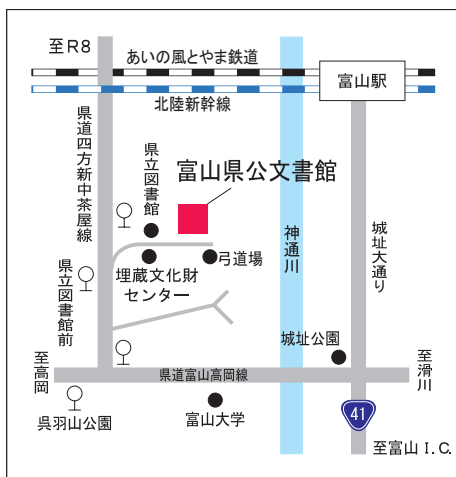 至R8
あいの風とやま鉄道
富山駅
北陸新幹線
県道四方新中茶屋線
県立図書館
富山県公文書館
神通川
城址大通り
弓道場
埋蔵文化財
センター
県立図書館前
城址公園
至高岡
県道富山高岡線
至滑川
呉羽山公園
富山大学
41
至富山I.C.